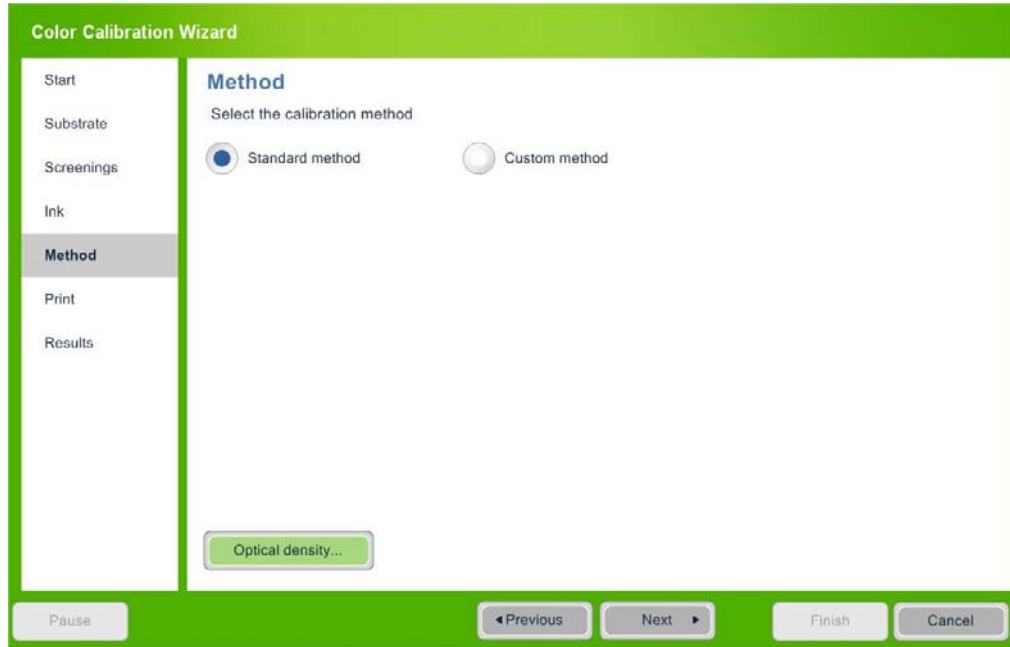 Color Calibration Wizard
Start
Substrate
Screenings
Ink
Method
Print
Results
Method
Select the calibration method
Standard method
Custom method
Optical density...
Pause
Previous
Next
Finish
Cancel